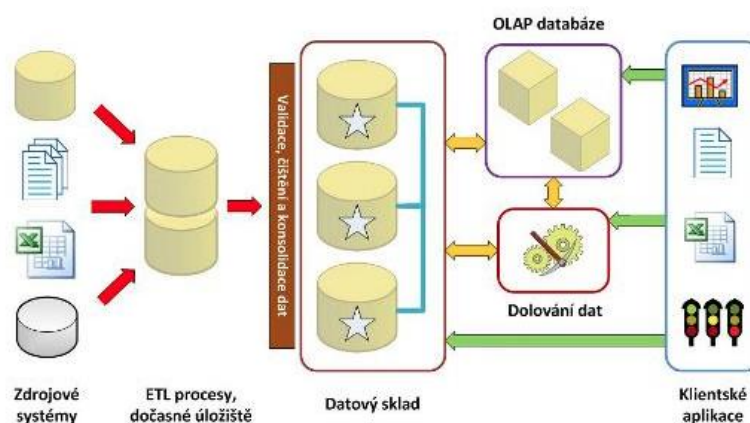 OLAP databáze
Validace, čištění a konsolidace dat
Dolování dat
Zdrojové
systémy
ETL procesy,
dočasné úložiště
Datový sklad
Klientské
aplikace